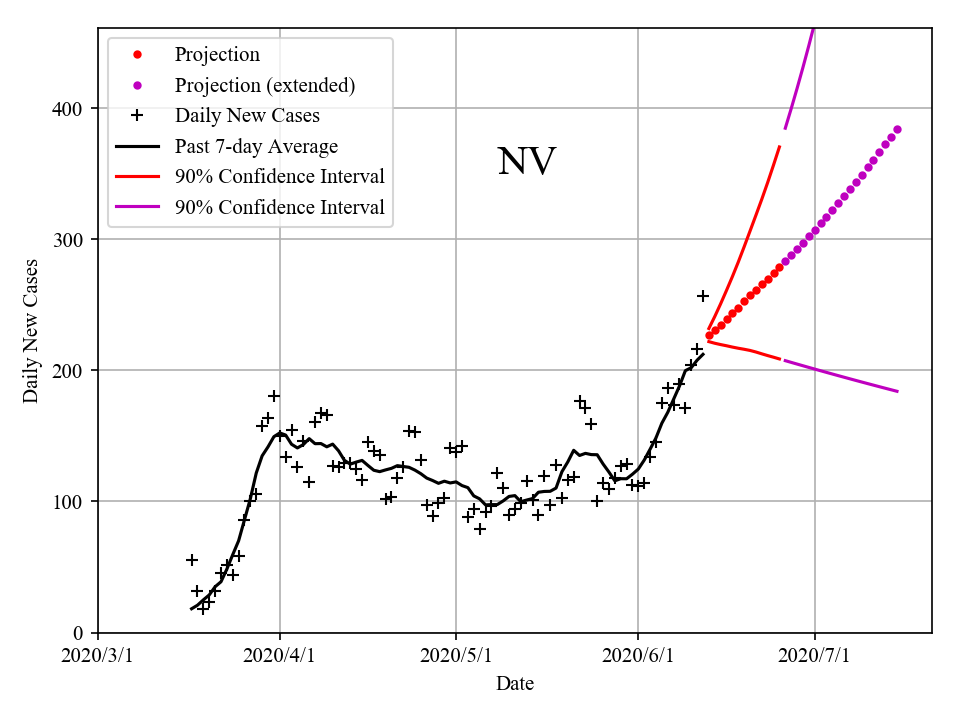 Projection
Projection (extended)
Daily New Cases
Past 7-day Average
90% Confidence Interval
90% Confidence Interval
NV
Daily New Cases
400
300
200
100
0
2020/3/1 2020/4/1 2020/5/1 2020/6/1 2020/7/1
Date